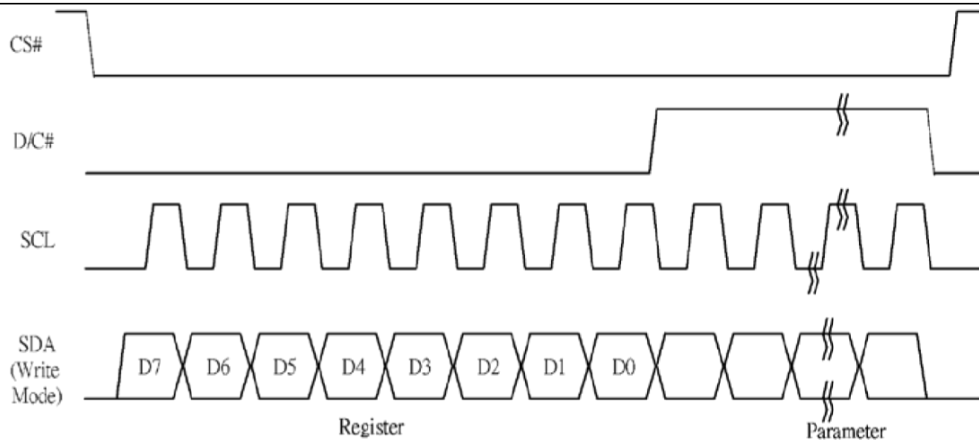 CS#
D/C#
SCL
SDA
(Write
Mode)
D7 D6 D5 D4 D3 D2 D1 D0
Register Parameter